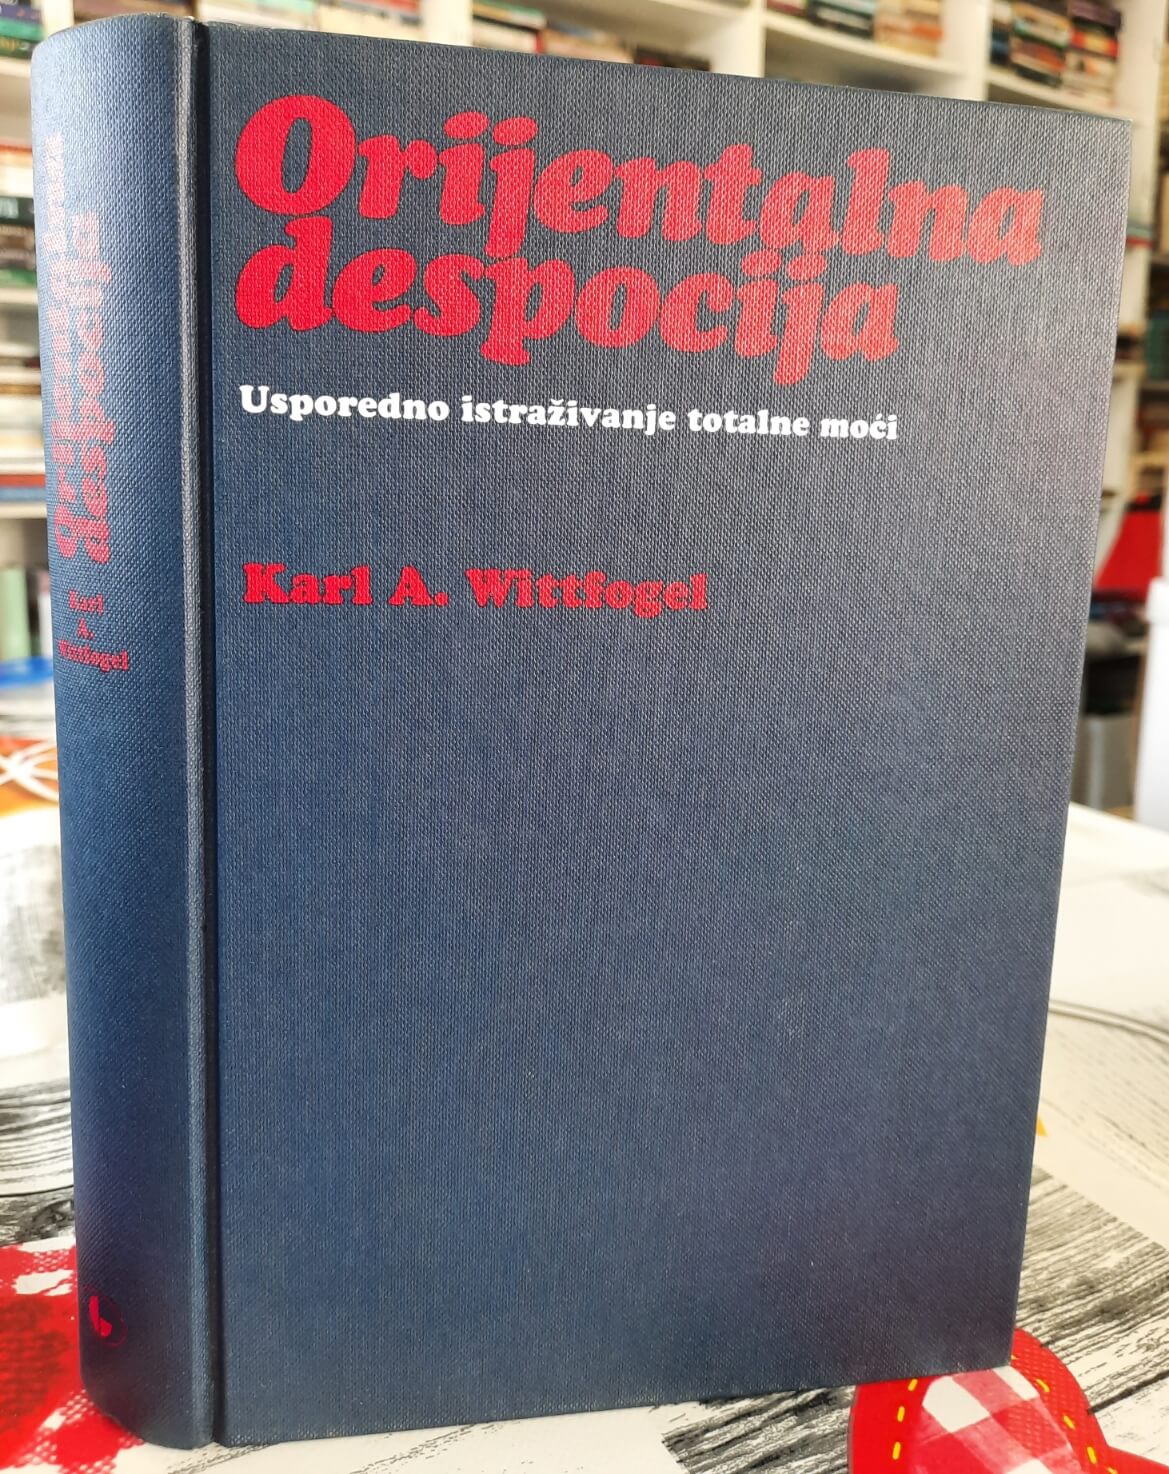 Orijentalna
despocija
Usporedno istraživanje totalne moći
Karl A. Wittfogel
Orijentalna
despocija
Karl
A.
Wittfogel